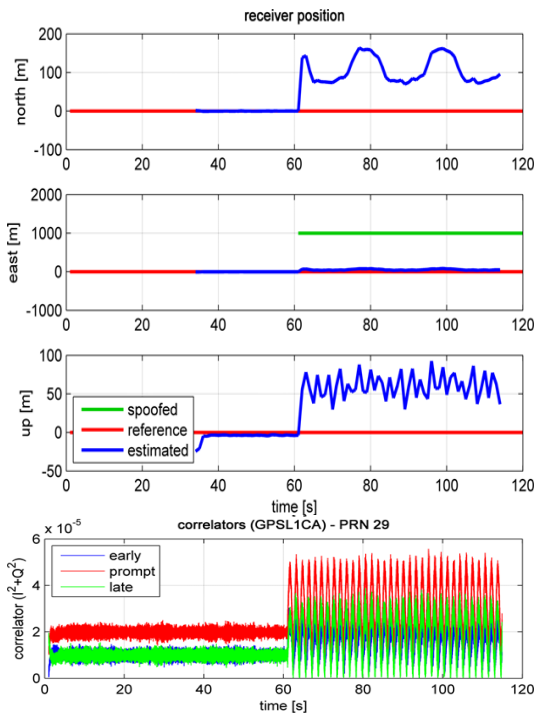 receiver position
200
100
0
-100
north [m]
0 20 40 60 80 100 120
2000
1000
0
-1000
east [m]
0 20 40 60 80 100 120
100
50
0
-50
up [m]
spoofed
reference
estimated
0 20 40 60 80 100 120
time [s]
correlators (GPSL1CA) - PRN 29
x 10^-5
6
4
2
0
correlator (I^2+Q^2)
early
prompt
late
0 20 40 60 80 100 120
time [s]